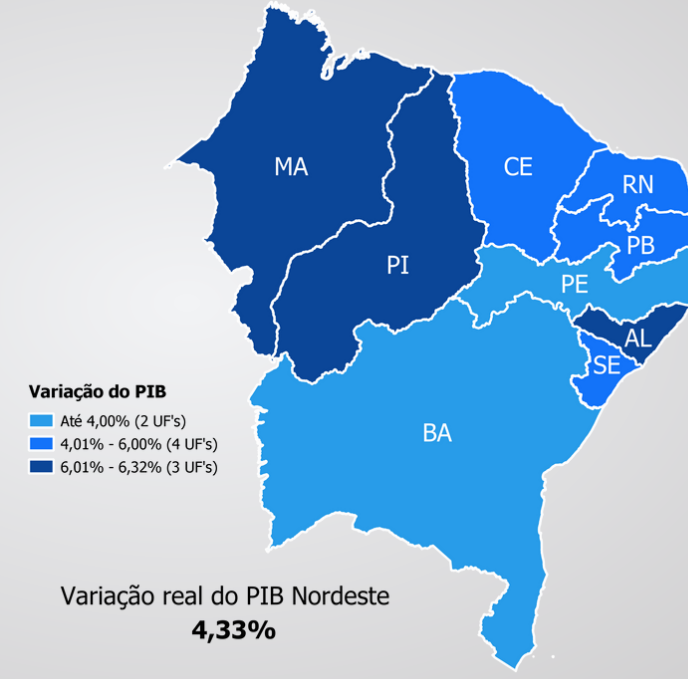 MA
CE
RN
PB
PI
PE
AL
SE
BA
Variação do PIB
Até 4,00% (2 UF's)
4,01% - 6,00% (4 UF's)
6,01% - 6,32% (3 UF's)
Variação real do PIB Nordeste
4,33%